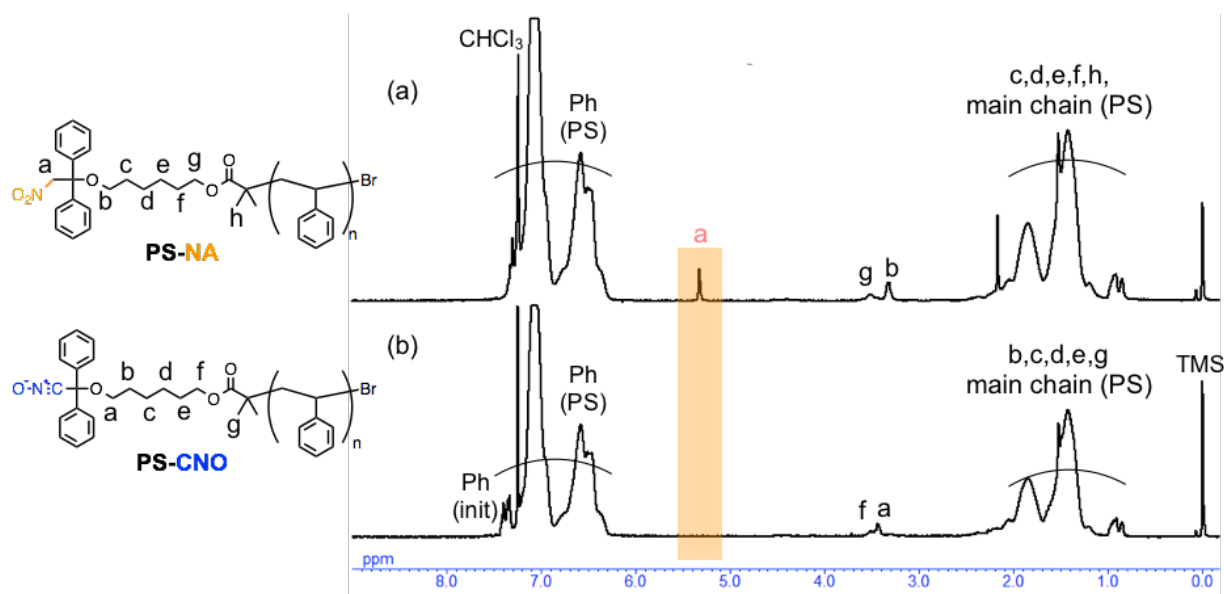 CHCl₃
(a)
Ph
(PS)
a
g
b
c,d,e,f,h,
main chain (PS)
a
c
e
g
O
O₂N
O
b
d
f
O
h
Br
n
PS-NA
(b)
Ph
(PS)
Ph
(init)
f
a
b,c,d,e,g
main chain (PS)
TMS
b
d
f
O
O⁻N⁺C
O
a
c
e
O
g
Br
n
PS-CNO
ppm
8.0 7.0 6.0 5.0 4.0 3.0 2.0 1.0 0.0